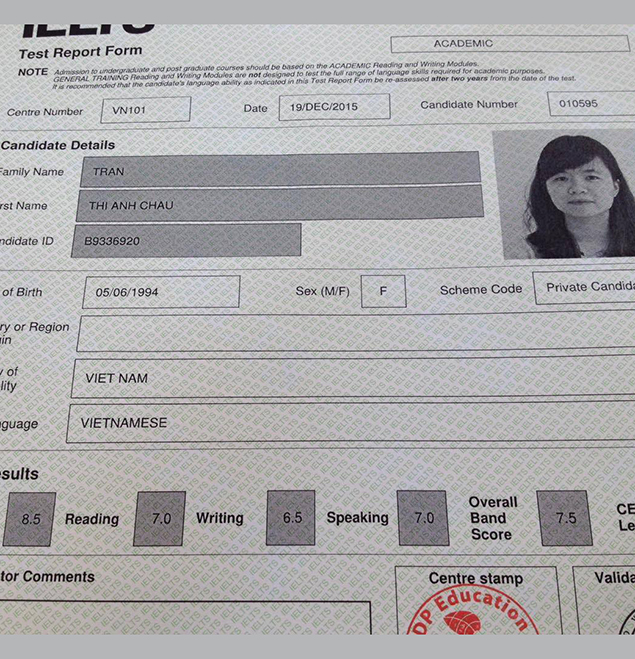 IELTS
Test Report Form
ACADEMIC
NOTE Admission to undergraduate and post graduate courses should be based on the ACADEMIC Reading and Writing Modules.
GENERAL TRAINING Reading and Writing Modules are not designed to test the full range of language skills required for academic purposes.
It is recommended that the candidate's language ability as indicated in this Test Report Form be re-assessed after two years from the date of the test.
Centre Number VN101 Date 19/DEC/2015 Candidate Number 010595
Candidate Details
Family Name TRAN
rst Name THI ANH CHAU
ndidate ID B9336920
of Birth 05/06/1994 Sex (M/F) F Scheme Code Private Candida
ry or Region
in
y of
lity VIET NAM
guage VIETNAMESE
sults
8.5 Reading 7.0 Writing 6.5 Speaking 7.0 Overall Band Score 7.5 CE
Le
tor Comments
Centre stamp
Valida
DP Education